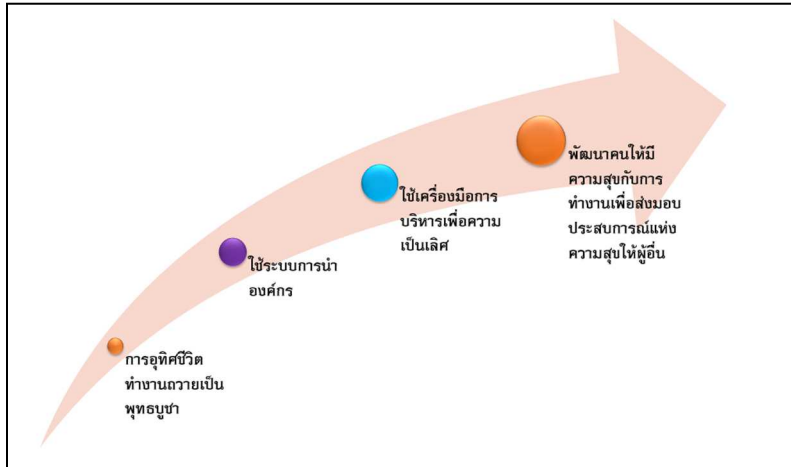 การอุทิศชีวิต
ทำงานถวายเป็น
พุทธบูชา
ใช้ระบบการนำ
องค์กร
ใช้เครื่องมือการ
บริหารเพื่อความ
เป็นเลิศ
พัฒนาคนให้มี
ความสุขกับการ
ทำงานเพื่อส่งมอบ
ประสบการณ์แห่ง
ความสุขให้ผู้อื่น